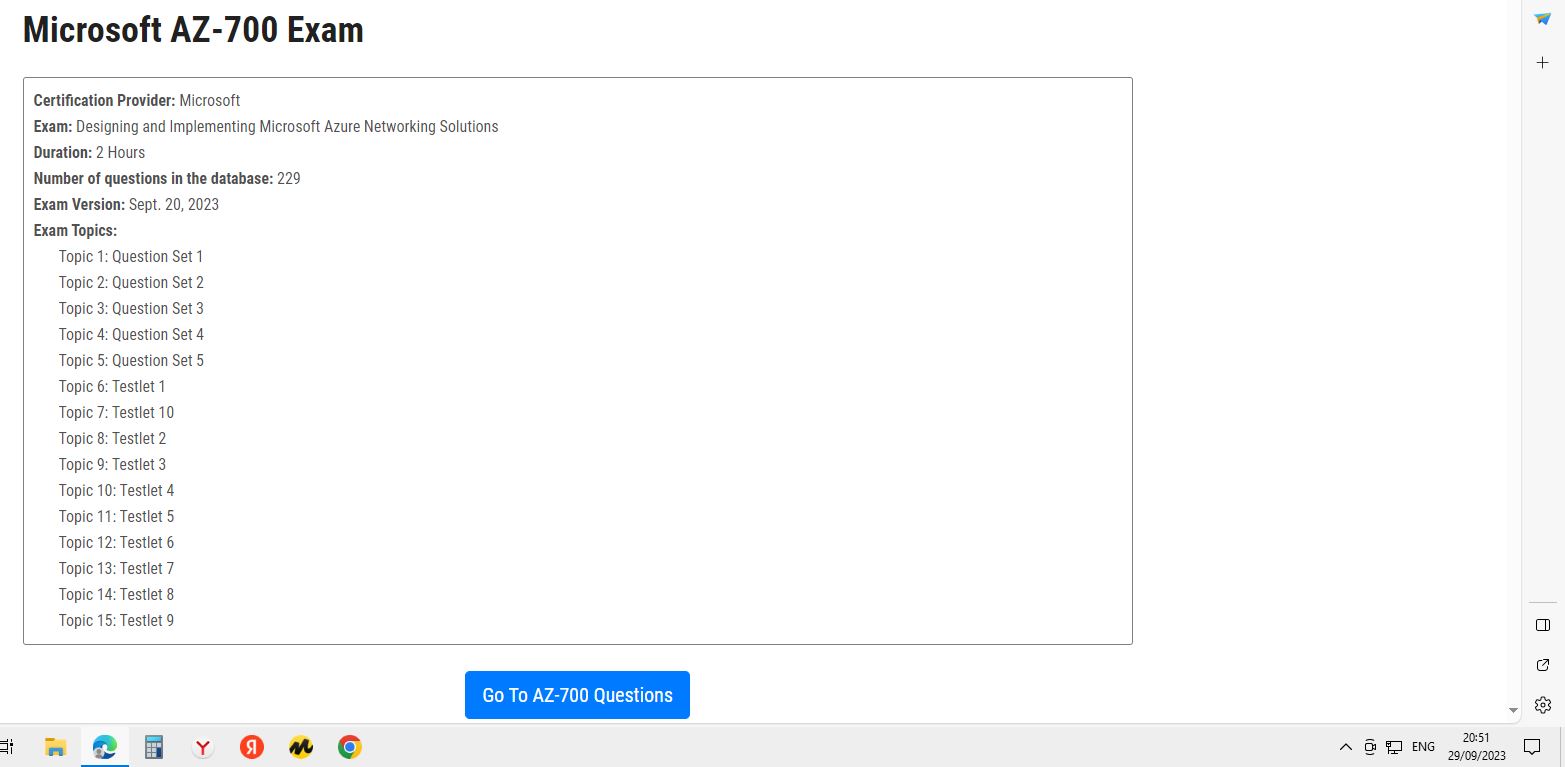 Microsoft AZ-700 Exam
Certification Provider: Microsoft
Exam: Designing and Implementing Microsoft Azure Networking Solutions
Duration: 2 Hours
Number of questions in the database: 229
Exam Version: Sept. 20, 2023
Exam Topics:
Topic 1: Question Set 1
Topic 2: Question Set 2
Topic 3: Question Set 3
Topic 4: Question Set 4
Topic 5: Question Set 5
Topic 6: Testlet 1
Topic 7: Testlet 10
Topic 8: Testlet 2
Topic 9: Testlet 3
Topic 10: Testlet 4
Topic 11: Testlet 5
Topic 12: Testlet 6
Topic 13: Testlet 7
Topic 14: Testlet 8
Topic 15: Testlet 9
Go To AZ-700 Questions
Y
Я
ENG
20:51
29/09/2023